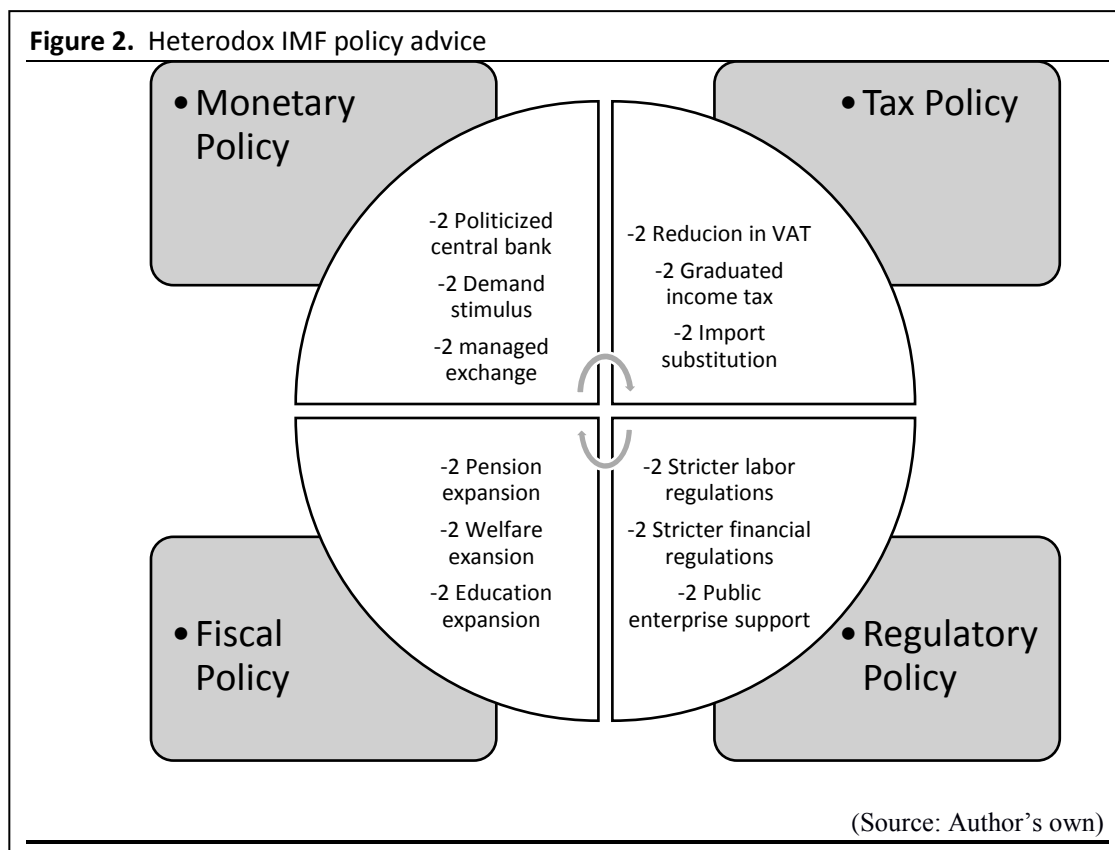 Figure 2. Heterodox IMF policy advice
• Monetary
Policy
• Tax Policy
-2 Politicized
central bank
-2 Demand
stimulus
-2 managed
exchange
-2 Reducion in VAT
-2 Graduated
income tax
-2 Import
substitution
-2 Pension
expansion
-2 Welfare
exansion
-2 Education
expansion
-2 Stricter labor
regulations
-2 Stricter financial
regulations
-2 Public
enterprise support
• Fiscal
Policy
• Regulatory
Policy
(Source: Author’s own)